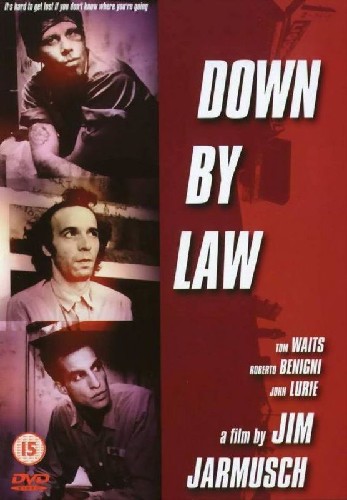 It's hard to get lost if you don't know where you're going
DOWN
BY
LAW
TOM WAITS
ROBERTO BENIGNI
JOHN LURIE
a film by JIM
JARMUSCH
15
DVD
VIDEO